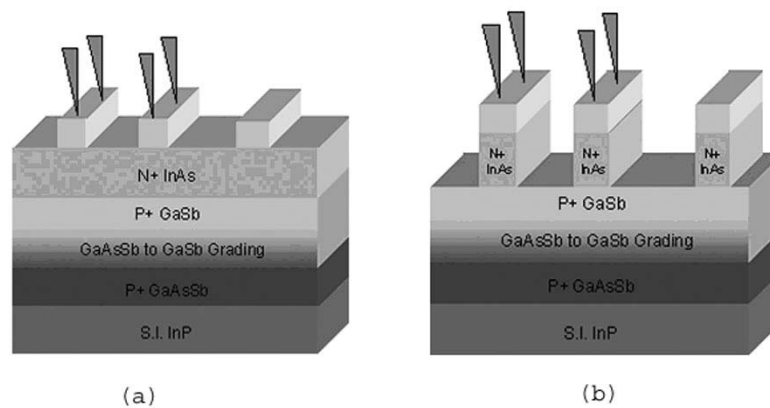 N+ InAs
P+ GaSb
GaAsSb to GaSb Grading
P+ GaAsSb
S.I. InP
(a)
N+
InAs
N+
InAs
N+
InAs
P+ GaSb
GaAsSb to GaSb Grading
P+ GaAsSb
S.I. InP
(b)